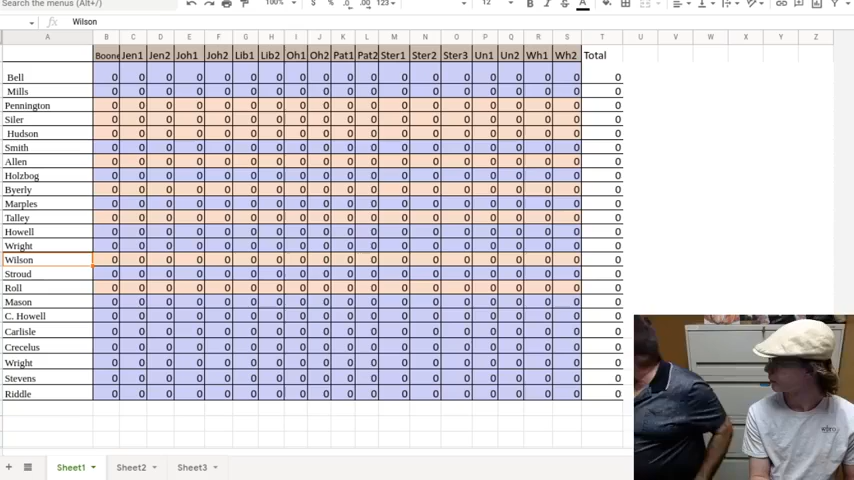 Search the menus (Alt+/) 100% $ % .0 .00 123 12 A
fx Wilson
A B C D E F G H I J K L M N O P Q R S T U V W X Y Z
Boone Jen1 Jen2 Joh1 Joh2 Lib1 Lib2 Oh1 Oh2 Pat1 Pat2 Ster1 Ster2 Ster3 Un1 Un2 Wh1 Wh2 Total
Bell 0 0 0 0 0 0 0 0 0 0 0 0 0 0 0 0 0 0 0
Mills 0 0 0 0 0 0 0 0 0 0 0 0 0 0 0 0 0 0 0
Pennington 0 0 0 0 0 0 0 0 0 0 0 0 0 0 0 0 0 0 0
Siler 0 0 0 0 0 0 0 0 0 0 0 0 0 0 0 0 0 0 0
Hudson 0 0 0 0 0 0 0 0 0 0 0 0 0 0 0 0 0 0 0
Smith 0 0 0 0 0 0 0 0 0 0 0 0 0 0 0 0 0 0 0
Allen 0 0 0 0 0 0 0 0 0 0 0 0 0 0 0 0 0 0 0
Holzbog 0 0 0 0 0 0 0 0 0 0 0 0 0 0 0 0 0 0 0
Byerly 0 0 0 0 0 0 0 0 0 0 0 0 0 0 0 0 0 0 0
Marples 0 0 0 0 0 0 0 0 0 0 0 0 0 0 0 0 0 0 0
Talley 0 0 0 0 0 0 0 0 0 0 0 0 0 0 0 0 0 0 0
Howell 0 0 0 0 0 0 0 0 0 0 0 0 0 0 0 0 0 0 0
Wright 0 0 0 0 0 0 0 0 0 0 0 0 0 0 0 0 0 0 0
Wilson 0 0 0 0 0 0 0 0 0 0 0 0 0 0 0 0 0 0 0
Stroud 0 0 0 0 0 0 0 0 0 0 0 0 0 0 0 0 0 0 0
Roll 0 0 0 0 0 0 0 0 0 0 0 0 0 0 0 0 0 0 0
Mason 0 0 0 0 0 0 0 0 0 0 0 0 0 0 0 0 0 0 0
C. Howell 0 0 0 0 0 0 0 0 0 0 0 0 0 0 0 0 0 0 0
Carlisle 0 0 0 0 0 0 0 0 0 0 0 0 0 0 0 0 0 0 0
Crecelus 0 0 0 0 0 0 0 0 0 0 0 0 0 0 0 0 0 0 0
Wright 0 0 0 0 0 0 0 0 0 0 0 0 0 0 0 0 0 0 0
Stevens 0 0 0 0 0 0 0 0 0 0 0 0 0 0 0 0 0 0 0
Riddle 0 0 0 0 0 0 0 0 0 0 0 0 0 0 0 0 0 0 0
Sheet1 Sheet2 Sheet3